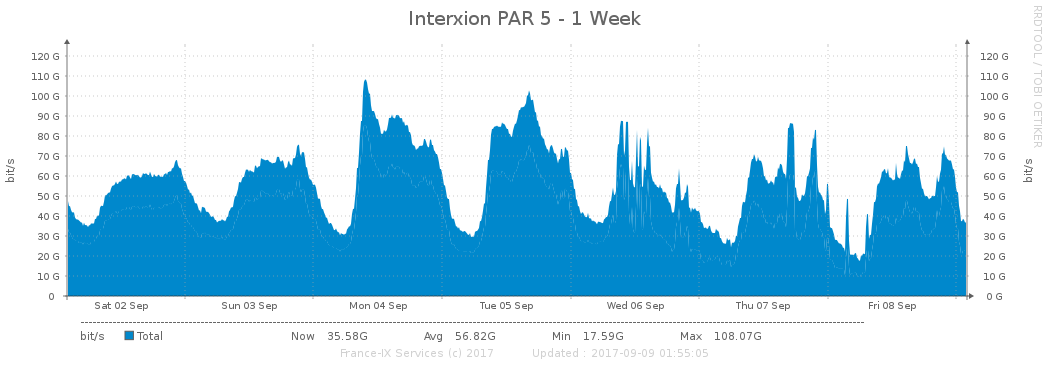 Interxion PAR 5 - 1 Week
RRDTOOL / TOBI OETIKER
bit/s
120 G 120 G
110 G 110 G
100 G 100 G
90 G 90 G
80 G 80 G
70 G 70 G
60 G 60 G
50 G 50 G
40 G 40 G
30 G 30 G
20 G 20 G
10 G 10 G
0 0 G
bit/s
Sat 02 Sep Sun 03 Sep Mon 04 Sep Tue 05 Sep Wed 06 Sep Thu 07 Sep Fri 08 Sep
bit/s Total Now 35.58G Avg 56.82G Min 17.59G Max 108.07G
France-IX Services (c) 2017 Updated : 2017-09-09 01:55:05